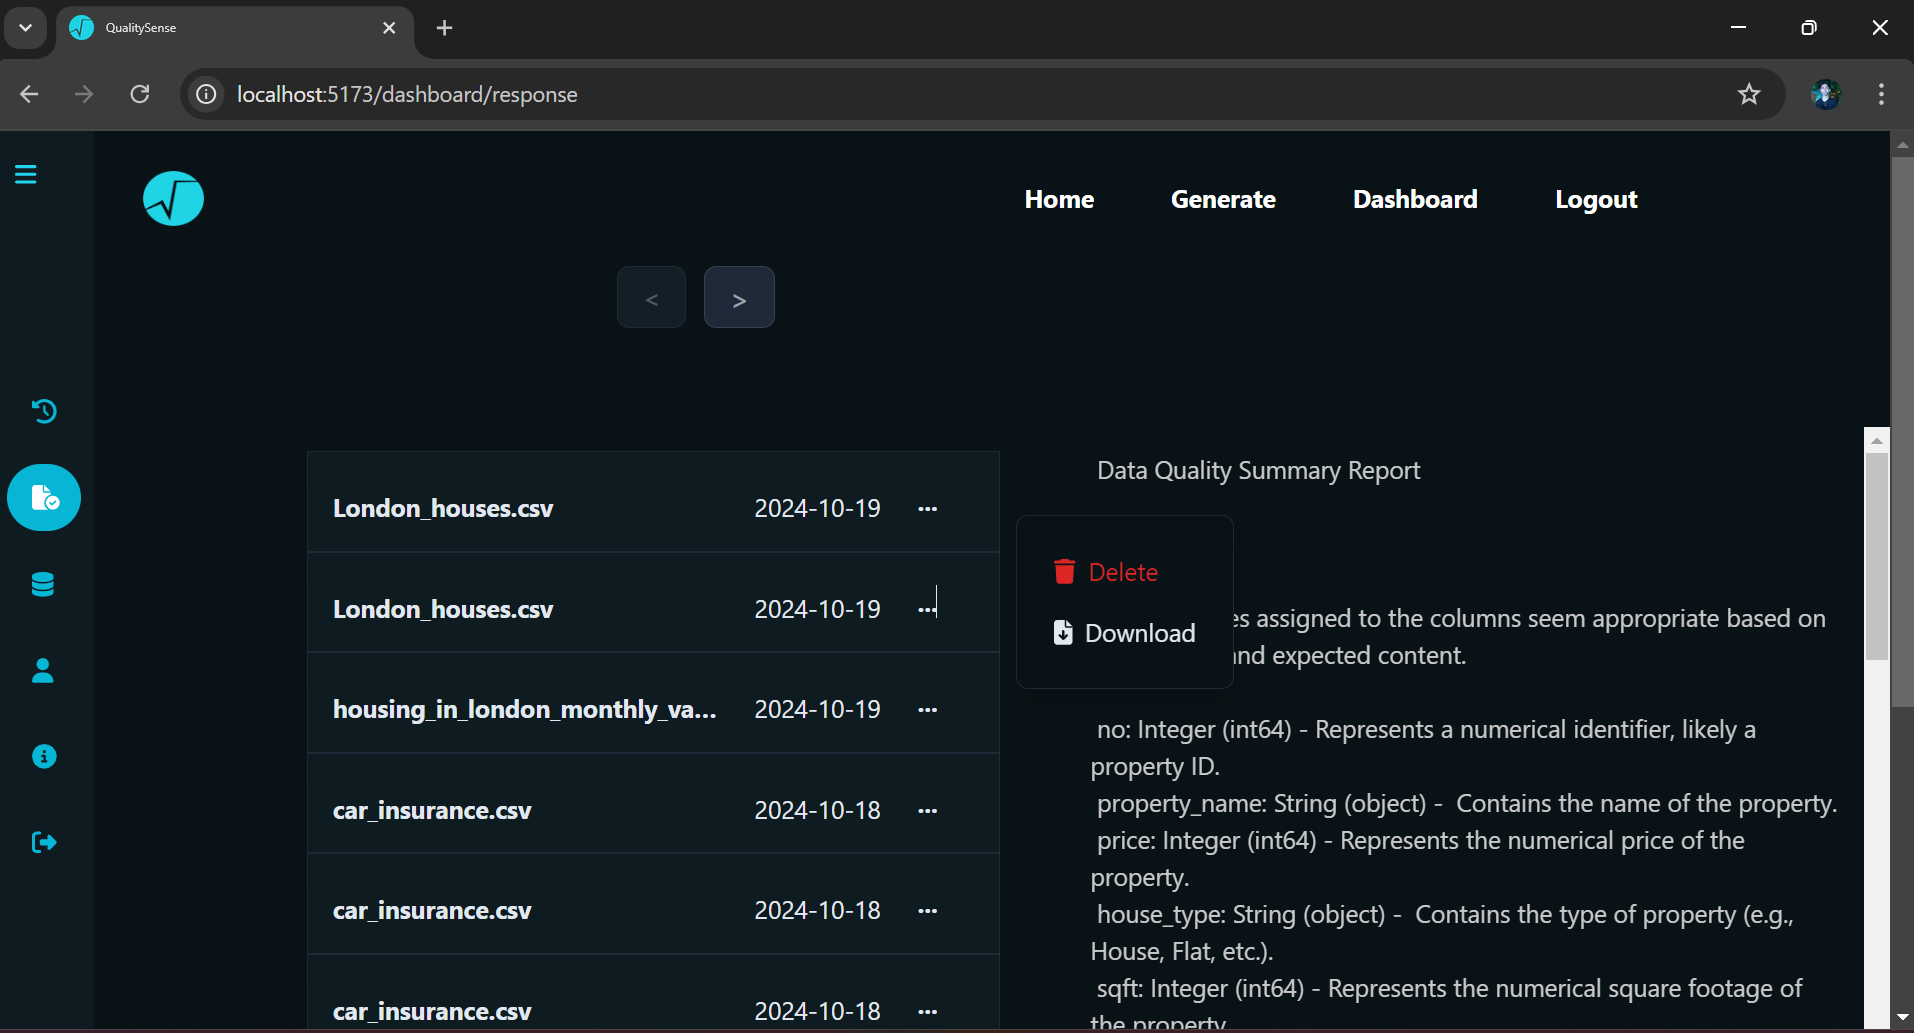 QualitySense
localhost:5173/dashboard/response
Home Generate Dashboard Logout
< >
London_houses.csv 2024-10-19 ...
London_houses.csv 2024-10-19 ...
housing_in_london_monthly_va... 2024-10-19 ...
car_insurance.csv 2024-10-18 ...
car_insurance.csv 2024-10-18 ...
car_insurance.csv 2024-10-18 ...
Delete
Download
Data Quality Summary Report
assigned to the columns seem appropriate based on
expected content.
no: Integer (int64) - Represents a numerical identifier, likely a
property ID.
property_name: String (object) - Contains the name of the property.
price: Integer (int64) - Represents the numerical price of the
property.
house_type: String (object) - Contains the type of property (e.g.,
House, Flat, etc.).
sqft: Integer (int64) - Represents the numerical square footage of
the property